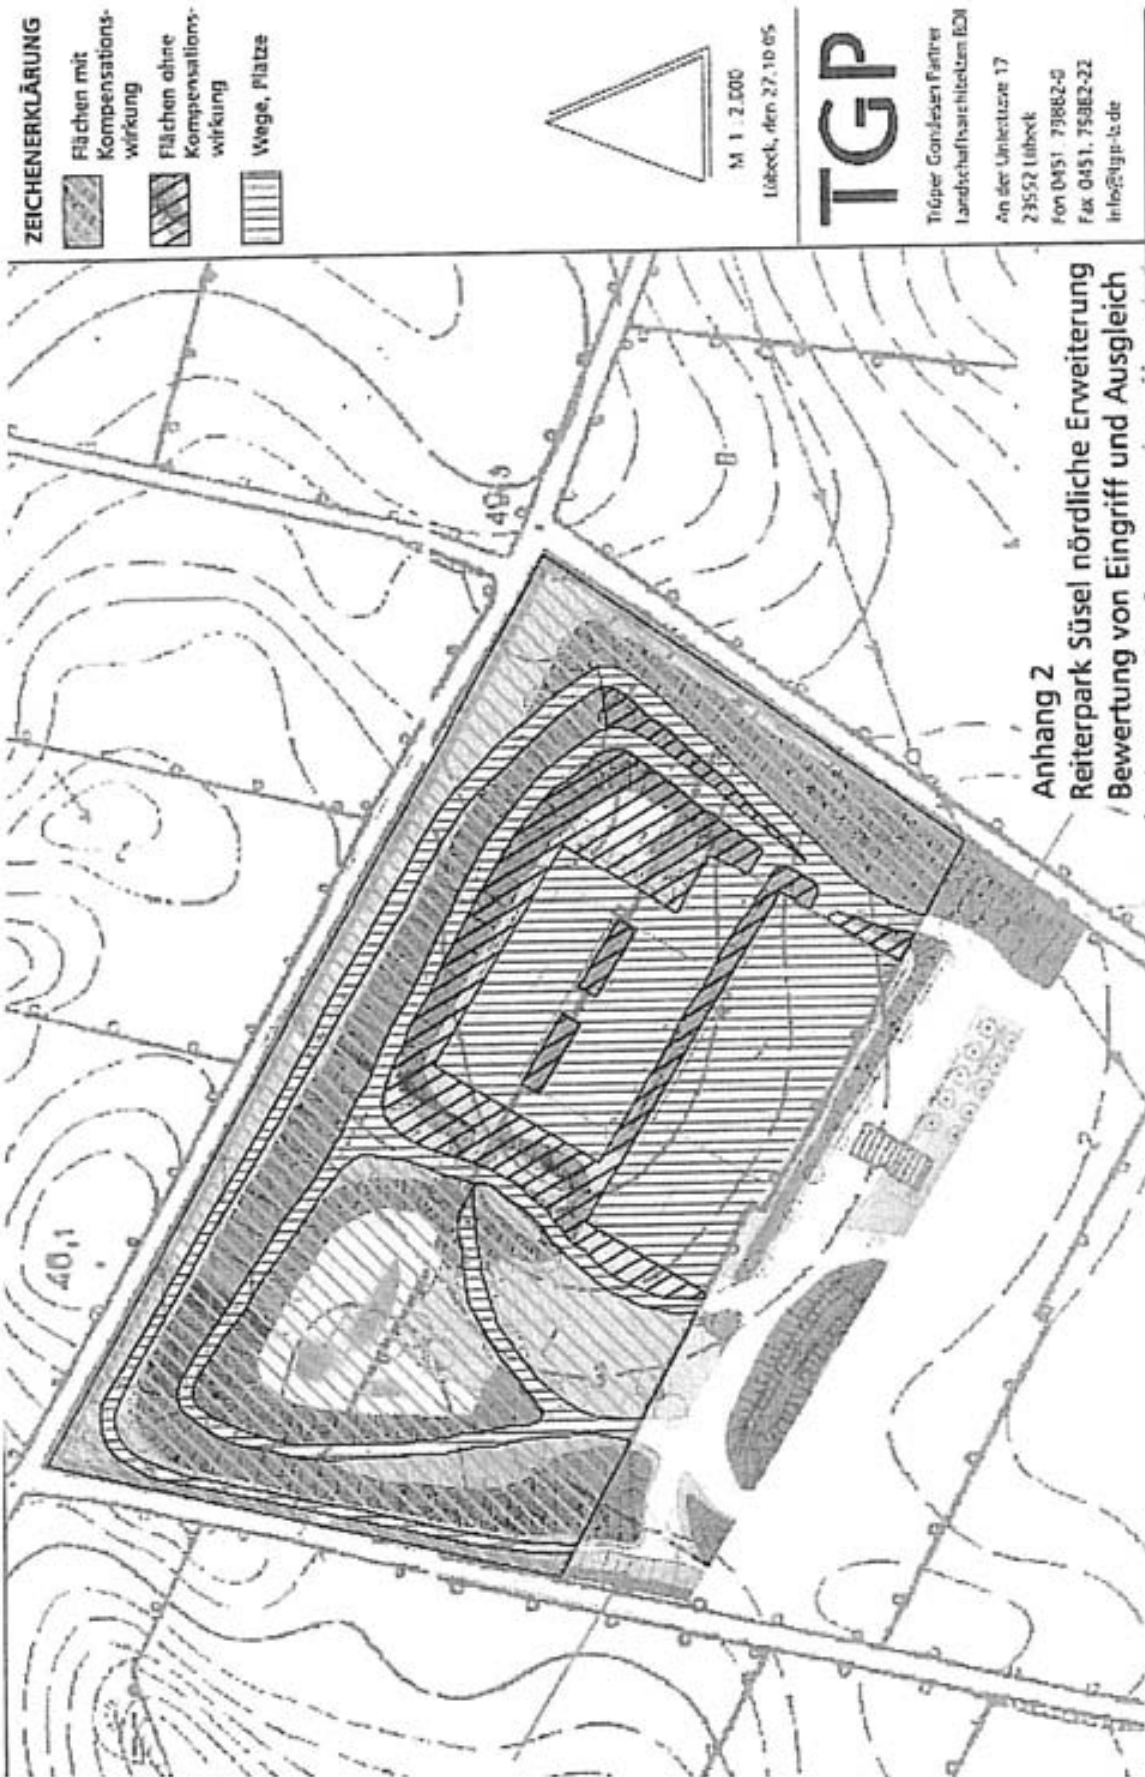 ZEICHENERKLÄRUNG
Flächen mit
Kompensations-
wirkung
Flächen ohne
Kompensations-
wirkung
Wege, Plätze
M 1 : 2.000
Lübeck, den 27.10.05
TGP
Trüper Gondesen Partner
Landschaftsarchitekten BDLA
An der Untertrave 17
23552 Lübeck
Fon 0451. 79882-0
Fax 0451. 79882-22
info@tgp-la.de
Anhang 2
Reiterpark Süsel nördliche Erweiterung
Bewertung von Eingriff und Ausgleich
40,1
40,3